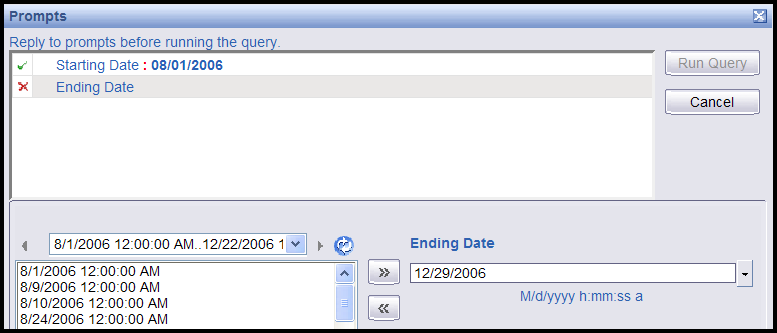 Prompts
Reply to prompts before running the query.
Starting Date : 08/01/2006
Run Query
Ending Date
Cancel
8/1/2006 12:00:00 AM..12/22/2006 1
Ending Date
8/1/2006 12:00:00 AM
12/29/2006
8/9/2006 12:00:00 AM
8/10/2006 12:00:00 AM
M/d/yyyy h:mm:ss a
8/24/2006 12:00:00 AM